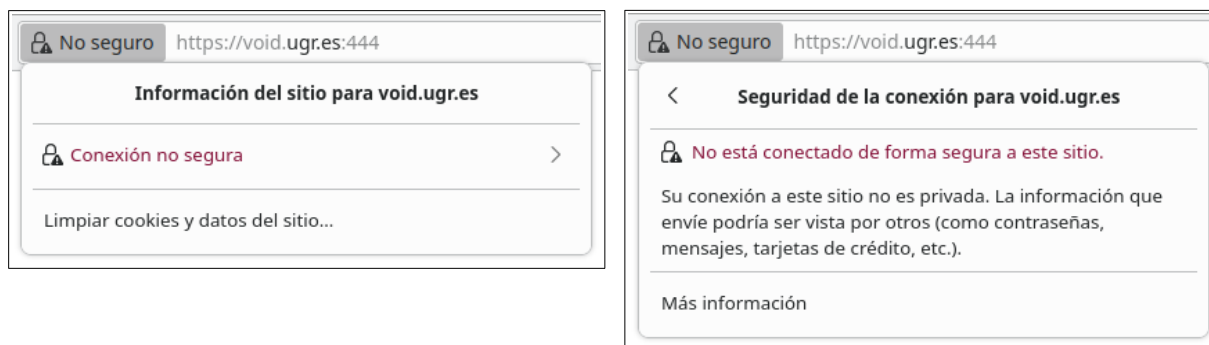 No seguro https://void.ugr.es:444
Información del sitio para void.ugr.es
Conexión no segura
Limpiar cookies y datos del sitio...
No seguro https://void.ugr.es:444
Seguridad de la conexión para void.ugr.es
No está conectado de forma segura a este sitio.
Su conexión a este sitio no es privada. La información que
envíe podría ser vista por otros (como contraseñas,
mensajes, tarjetas de crédito, etc.).
Más información